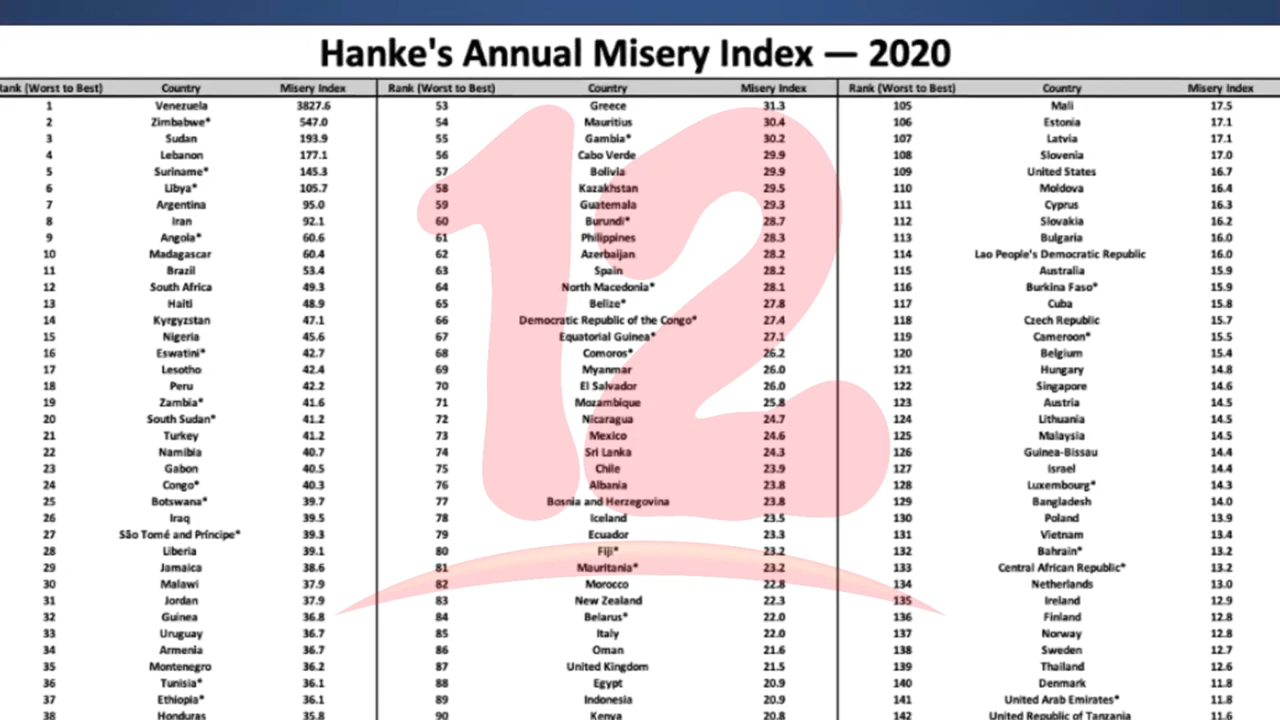 Hanke's Annual Misery Index — 2020
Rank (Worst to Best) Country Misery Index Rank (Worst to Best) Country Misery Index Rank (Worst to Best) Country Misery Index
1 Venezuela 3827.6 53 Greece 31.3 105 Mali 17.5
2 Zimbabwe* 547.0 54 Mauritius 30.4 106 Estonia 17.1
3 Sudan 193.9 55 Gambia* 30.2 107 Latvia 17.1
4 Lebanon 177.1 56 Cabo Verde 29.9 108 Slovenia 17.0
5 Suriname* 145.3 57 Bolivia 29.9 109 United States 16.7
6 Libya* 105.7 58 Kazakhstan 29.5 110 Moldova 16.4
7 Argentina 95.0 59 Guatemala 29.3 111 Cyprus 16.3
8 Iran 92.1 60 Burundi* 28.7 112 Slovakia 16.2
9 Angola* 60.6 61 Philippines 28.3 113 Bulgaria 16.0
10 Madagascar 60.4 62 Azerbaijan 28.2 114 Lao People's Democratic Republic 16.0
11 Brazil 53.4 63 Spain 28.2 115 Australia 15.9
12 South Africa 49.3 64 North Macedonia* 28.1 116 Burkina Faso* 15.9
13 Haiti 48.9 65 Belize* 27.8 117 Cuba 15.8
14 Kyrgyzstan 47.1 66 Democratic Republic of the Congo* 27.4 118 Czech Republic 15.7
15 Nigeria 45.6 67 Equatorial Guinea* 27.1 119 Cameroon* 15.5
16 Eswatini* 42.7 68 Comoros* 26.2 120 Belgium 15.4
17 Lesotho 42.4 69 Myanmar 26.0 121 Hungary 14.8
18 Peru 42.2 70 El Salvador 26.0 122 Singapore 14.6
19 Zambia* 41.6 71 Mozambique 25.8 123 Austria 14.5
20 South Sudan* 41.2 72 Nicaragua 24.7 124 Lithuania 14.5
21 Turkey 41.2 73 Mexico 24.6 125 Malaysia 14.5
22 Namibia 40.7 74 Sri Lanka 24.3 126 Guinea-Bissau 14.4
23 Gabon 40.5 75 Chile 23.9 127 Israel 14.4
24 Congo* 40.3 76 Albania 23.8 128 Luxembourg* 14.3
25 Botswana* 39.7 77 Bosnia and Herzegovina 23.8 129 Bangladesh 14.0
26 Iraq 39.5 78 Iceland 23.5 130 Poland 13.9
27 São Tomé and Príncipe* 39.3 79 Ecuador 23.3 131 Vietnam 13.4
28 Liberia 39.1 80 Fiji* 23.2 132 Bahrain* 13.2
29 Jamaica 38.6 81 Mauritania* 23.2 133 Central African Republic* 13.2
30 Malawi 37.9 82 Morocco 22.8 134 Netherlands 13.0
31 Jordan 37.9 83 New Zealand 22.3 135 Ireland 12.9
32 Guinea 36.8 84 Belarus* 22.0 136 Finland 12.8
33 Uruguay 36.7 85 Italy 22.0 137 Norway 12.8
34 Armenia 36.7 86 Oman 21.6 138 Sweden 12.7
35 Montenegro 36.2 87 United Kingdom 21.5 139 Thailand 12.6
36 Tunisia* 36.1 88 Egypt 20.9 140 Denmark 11.8
37 Ethiopia* 36.1 89 Indonesia 20.9 141 United Arab Emirates* 11.8
38 Honduras 35.8 90 Kenya 20.8 142 United Republic of Tanzania 11.6
12